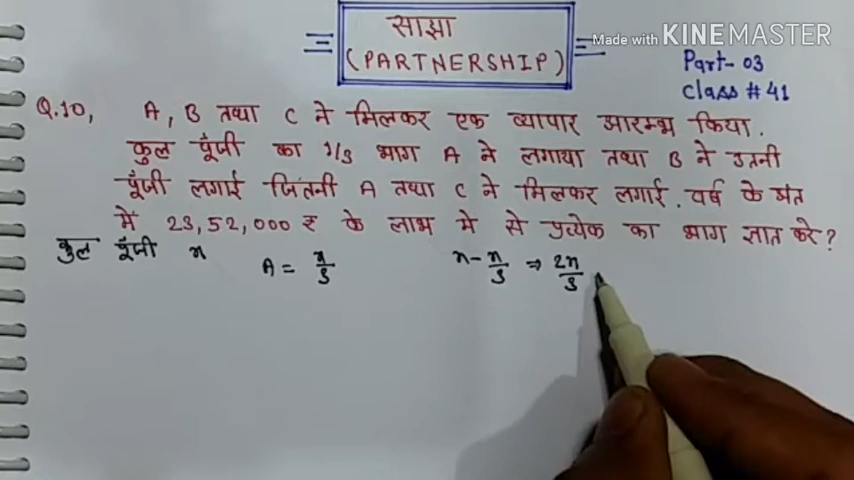 साझा
(PARTNERSHIP)
Made with KINEMASTER
Part-03
Class # 41
Q.10, A, B तथा C ने मिलकर एक व्यापार आरम्भ किया.
कुल पूँजी का 1/3 भाग A ने लगाया तथा B ने उतनी
पूँजी लगाई जितनी A तथा C ने मिलकर लगाई. वर्ष के अंत
में 23,52,000 ₹ के लाभ मे से प्रत्येक का भाग ज्ञात करे?
कुल पूँजी x
A = x/3
x - x/3 ⇒ 2x/3